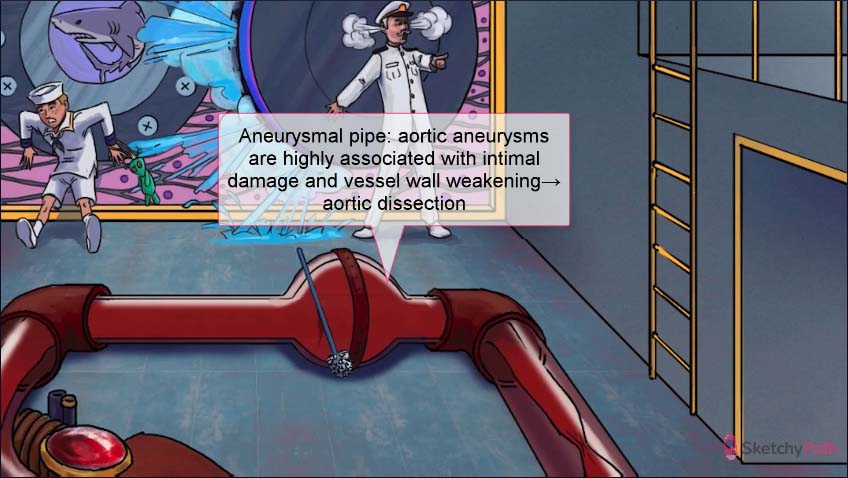 Aneurysmal pipe: aortic aneurysms
are highly associated with intimal
damage and vessel wall weakening→
aortic dissection
SketchyPath